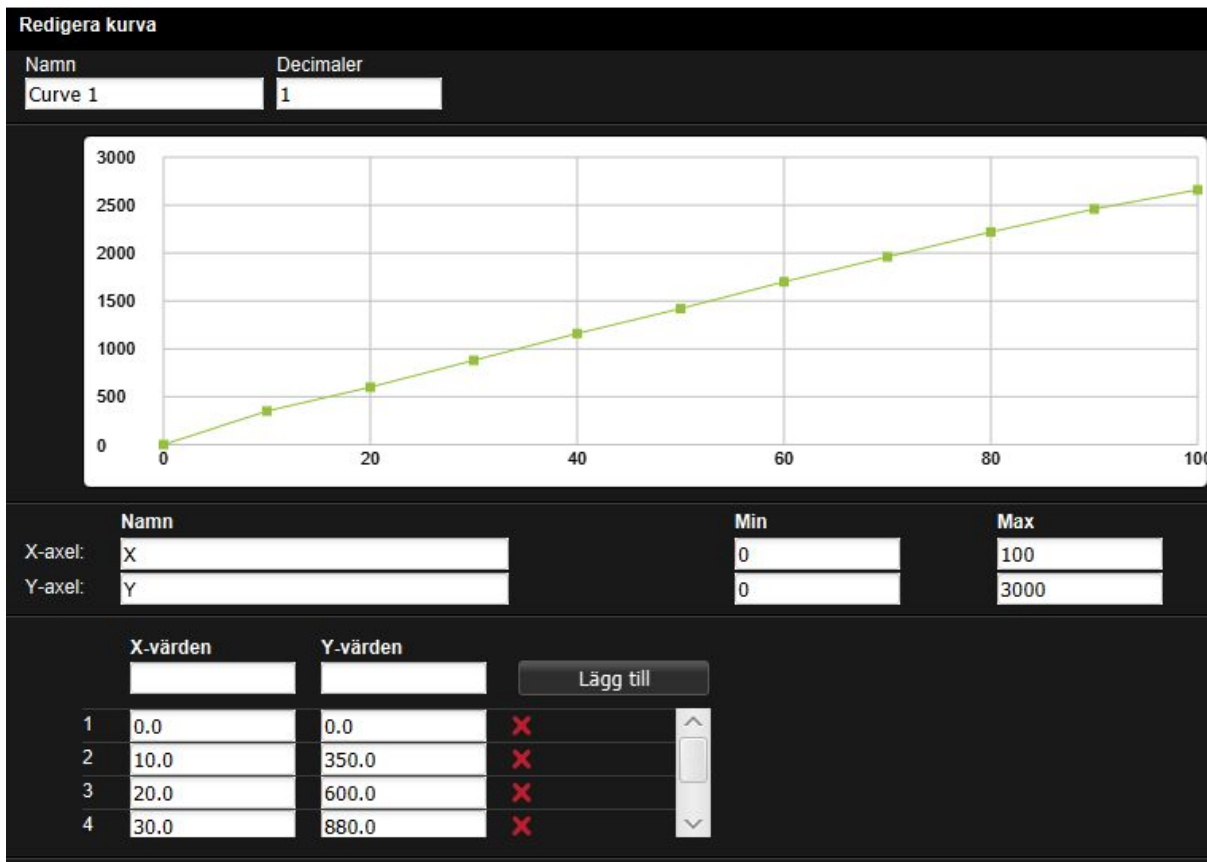 Redigera kurva
Namn Decimaler
Curve 1 1
3000
2500
2000
1500
1000
500
0
0 20 40 60 80 100
Namn Min Max
X-axel: X 0 100
Y-axel: Y 0 3000
X-värden Y-värden
Lägg till
1 0.0 0.0
2 10.0 350.0
3 20.0 600.0
4 30.0 880.0